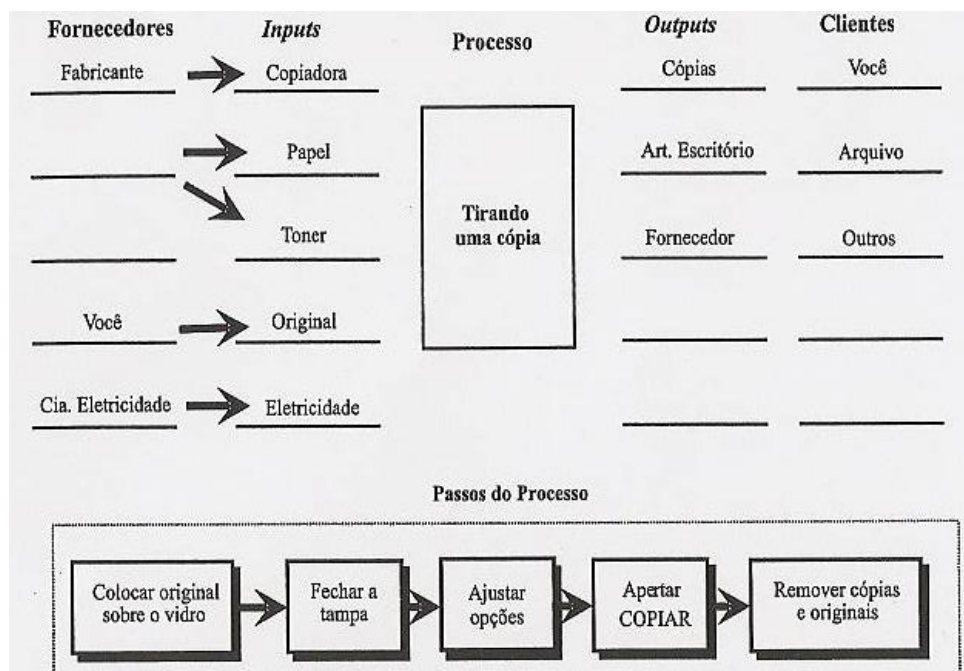 Fornecedores Inputs Processo Outputs Clientes
Fabricante Copiadora Cópias Você
Papel Art. Escritório Arquivo
Tirando
uma cópia
Toner Fornecedor Outros
Você Original
Cia. Eletricidade Eletricidade
Passos do Processo
Colocar original
sobre o vidro
Fechar a
tampa
Ajustar
opções
Apertar
COPIAR
Remover cópias
e originais